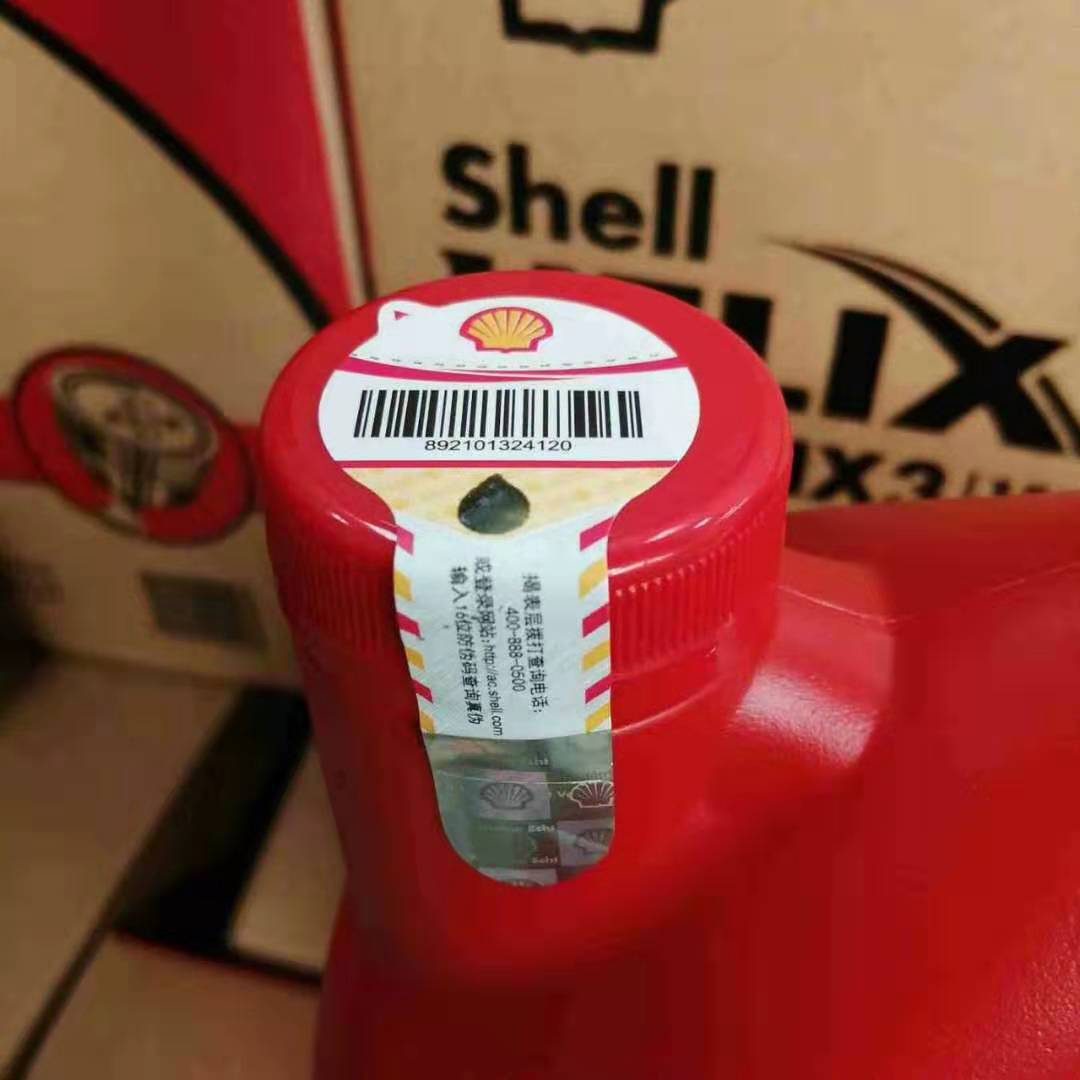 Shell
HELIX
HX3
892101324120
揭表层拨打查询电话:
400-888-0500
或登录网站:http://ac.shell.com
输入16位防伪码查询真伪